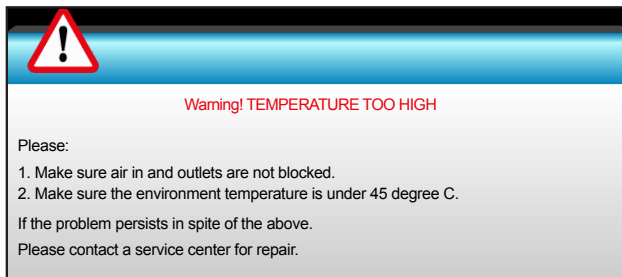 Warning! TEMPERATURE TOO HIGH
Please:
1. Make sure air in and outlets are not blocked.
2. Make sure the environment temperature is under 45 degree C.
If the problem persists in spite of the above.
Please contact a service center for repair.